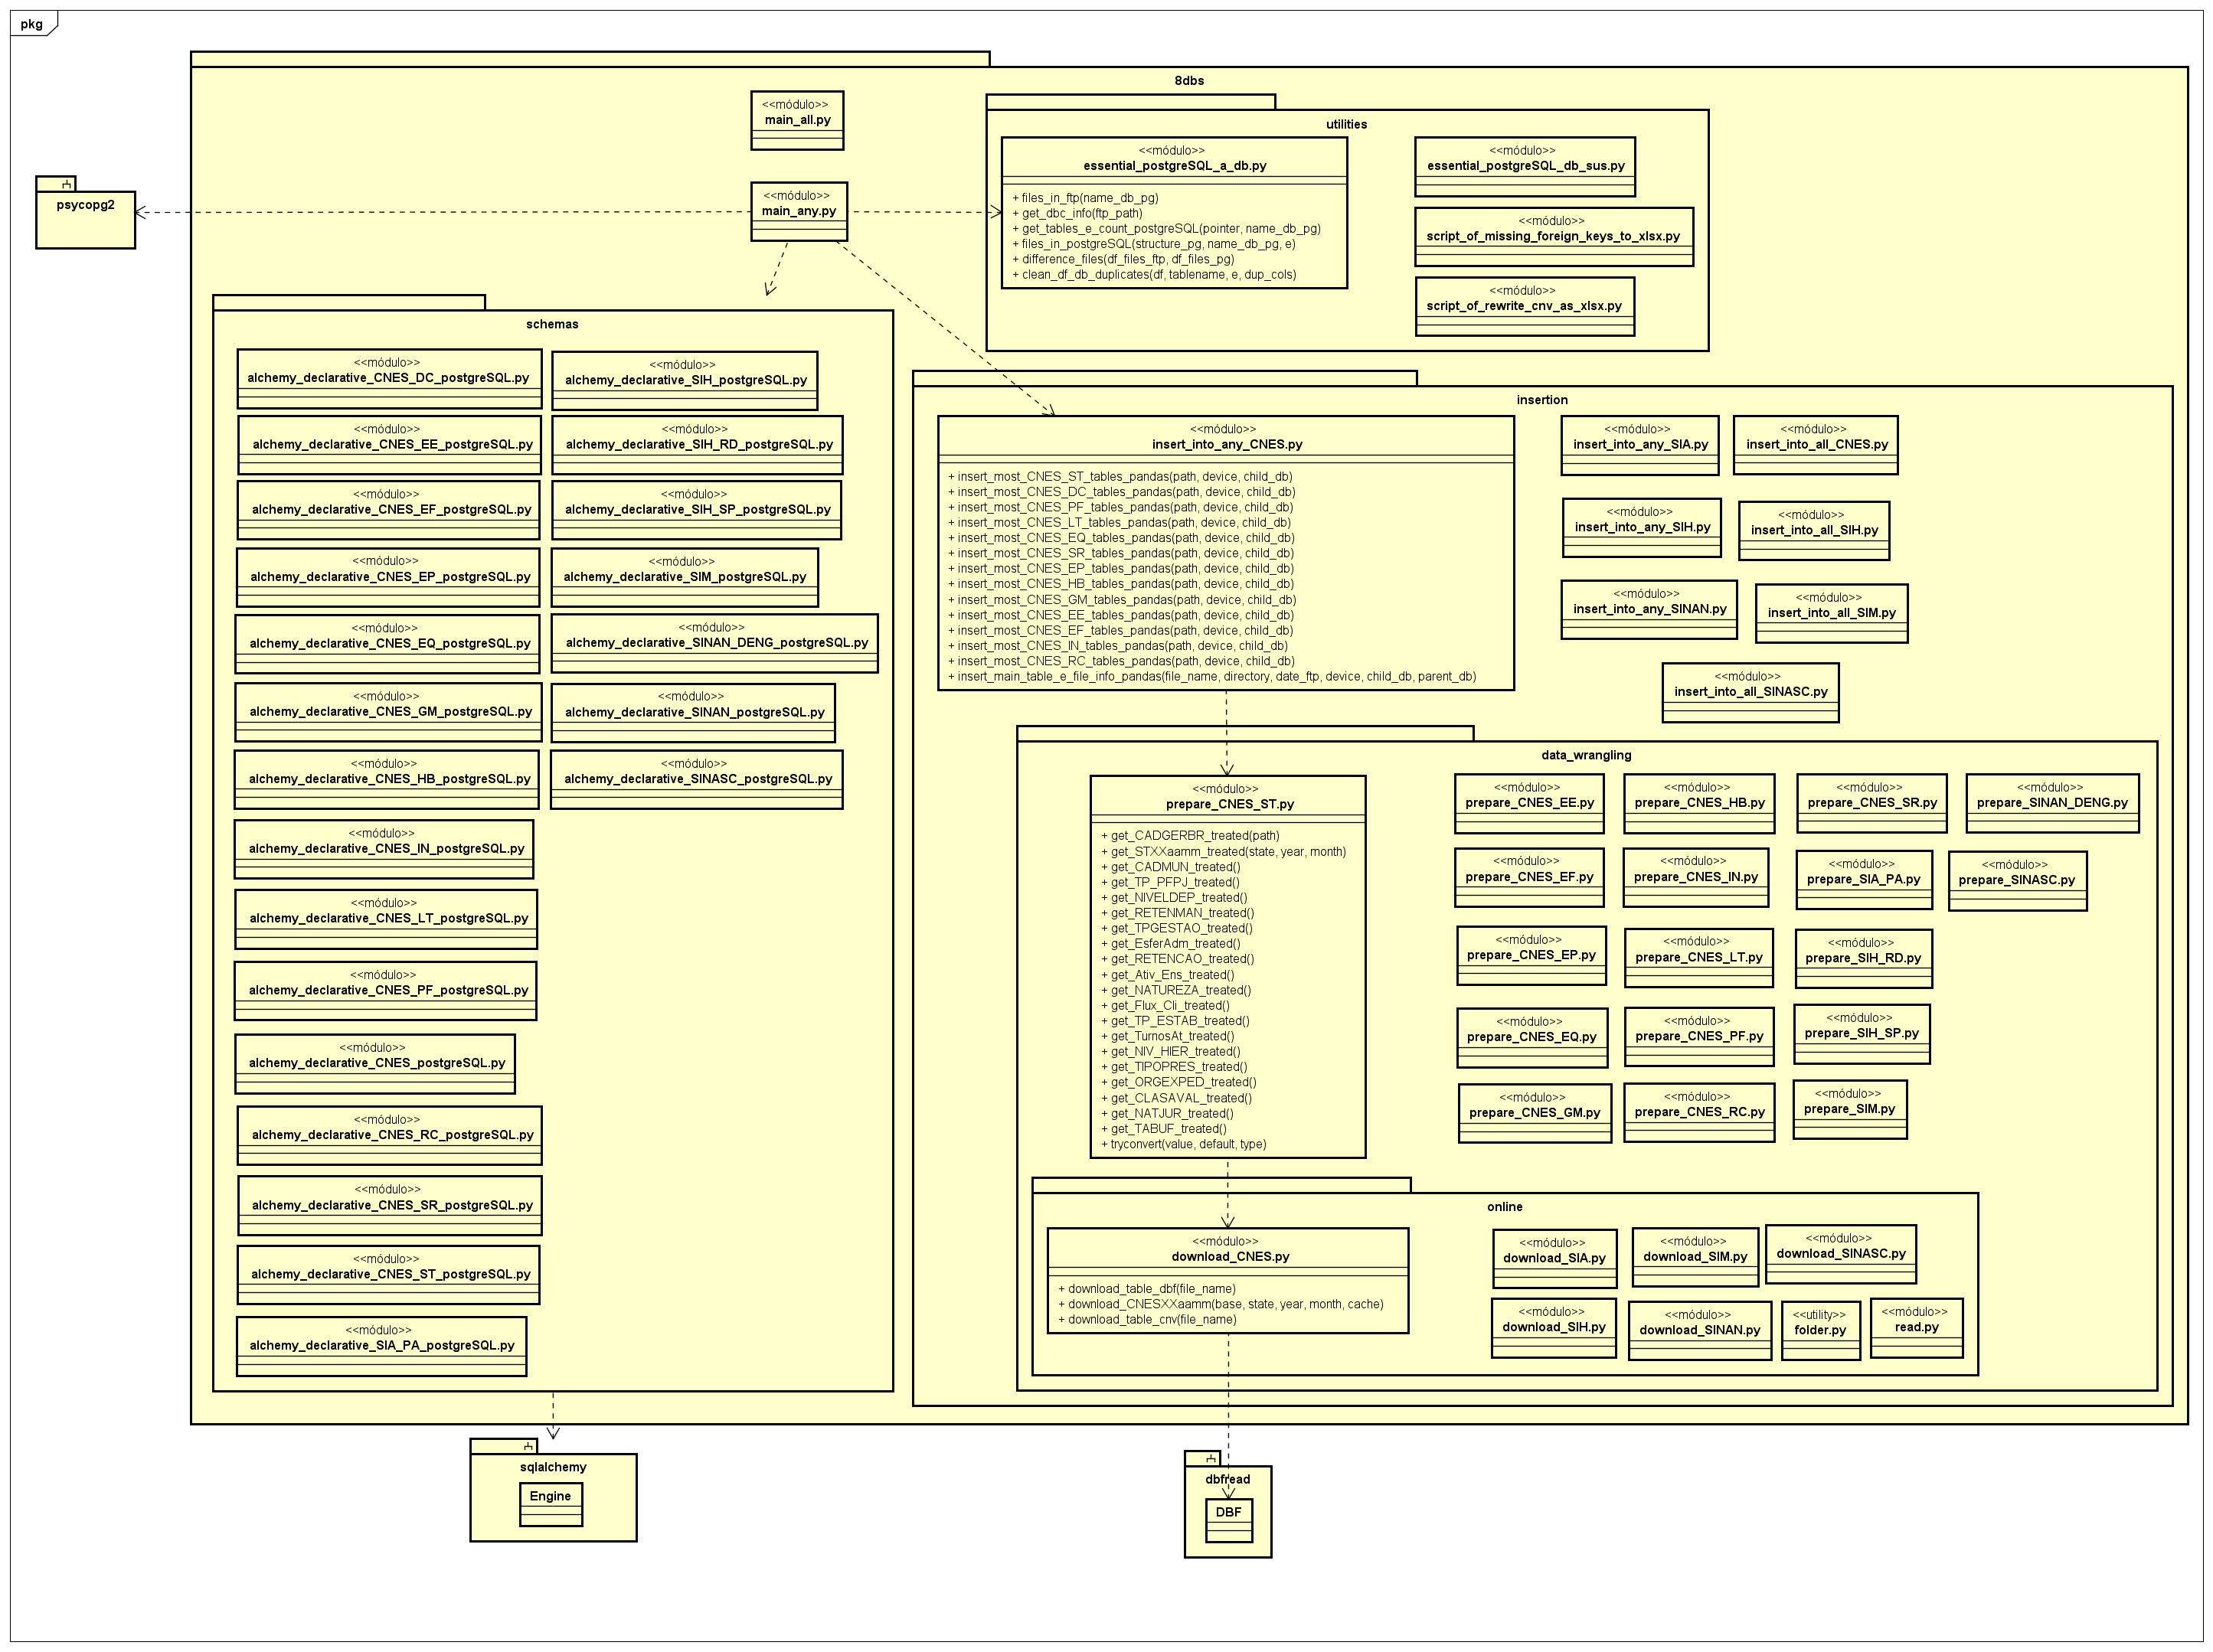 pkg
8dbs
<<módulo>>
main_all.py
<<módulo>>
main_any.py
psycopg2
utilities
<<módulo>>
essential_postgreSQL_a_db.py
+ files_in_ftp(name_db_pg)
+ get_dbc_info(ftp_path)
+ get_tables_e_count_postgreSQL(pointer, name_db_pg)
+ files_in_postgreSQL(structure_pg, name_db_pg, e)
+ difference_files(df_files_ftp, df_files_pg)
+ clean_df_db_duplicates(df, tablename, e, dup_cols)
<<módulo>>
essential_postgreSQL_db_sus.py
<<módulo>>
script_of_missing_foreign_keys_to_xlsx.py
<<módulo>>
script_of_rewrite_cnv_as_xlsx.py
schemas
<<módulo>>
alchemy_declarative_CNES_DC_postgreSQL.py
<<módulo>>
alchemy_declarative_CNES_EE_postgreSQL.py
<<módulo>>
alchemy_declarative_CNES_EF_postgreSQL.py
<<módulo>>
alchemy_declarative_CNES_EP_postgreSQL.py
<<módulo>>
alchemy_declarative_CNES_EQ_postgreSQL.py
<<módulo>>
alchemy_declarative_CNES_GM_postgreSQL.py
<<módulo>>
alchemy_declarative_CNES_HB_postgreSQL.py
<<módulo>>
alchemy_declarative_CNES_IN_postgreSQL.py
<<módulo>>
alchemy_declarative_CNES_LT_postgreSQL.py
<<módulo>>
alchemy_declarative_CNES_PF_postgreSQL.py
<<módulo>>
alchemy_declarative_CNES_postgreSQL.py
<<módulo>>
alchemy_declarative_CNES_RC_postgreSQL.py
<<módulo>>
alchemy_declarative_CNES_SR_postgreSQL.py
<<módulo>>
alchemy_declarative_CNES_ST_postgreSQL.py
<<módulo>>
alchemy_declarative_SIA_PA_postgreSQL.py
<<módulo>>
alchemy_declarative_SIH_postgreSQL.py
<<módulo>>
alchemy_declarative_SIH_RD_postgreSQL.py
<<módulo>>
alchemy_declarative_SIH_SP_postgreSQL.py
<<módulo>>
alchemy_declarative_SIM_postgreSQL.py
<<módulo>>
alchemy_declarative_SINAN_DENG_postgreSQL.py
<<módulo>>
alchemy_declarative_SINAN_postgreSQL.py
<<módulo>>
alchemy_declarative_SINASC_postgreSQL.py
insertion
<<módulo>>
insert_into_any_CNES.py
+ insert_most_CNES_ST_tables_pandas(path, device, child_db)
+ insert_most_CNES_DC_tables_pandas(path, device, child_db)
+ insert_most_CNES_PF_tables_pandas(path, device, child_db)
+ insert_most_CNES_LT_tables_pandas(path, device, child_db)
+ insert_most_CNES_EQ_tables_pandas(path, device, child_db)
+ insert_most_CNES_SR_tables_pandas(path, device, child_db)
+ insert_most_CNES_EP_tables_pandas(path, device, child_db)
+ insert_most_CNES_HB_tables_pandas(path, device, child_db)
+ insert_most_CNES_GM_tables_pandas(path, device, child_db)
+ insert_most_CNES_EE_tables_pandas(path, device, child_db)
+ insert_most_CNES_EF_tables_pandas(path, device, child_db)
+ insert_most_CNES_IN_tables_pandas(path, device, child_db)
+ insert_most_CNES_RC_tables_pandas(path, device, child_db)
+ insert_main_table_e_file_info_pandas(file_name, directory, date_ftp, device, child_db, parent_db)
<<módulo>>
insert_into_any_SIA.py
<<módulo>>
insert_into_all_CNES.py
<<módulo>>
insert_into_any_SIH.py
<<módulo>>
insert_into_all_SIH.py
<<módulo>>
insert_into_any_SINAN.py
<<módulo>>
insert_into_all_SIM.py
<<módulo>>
insert_into_all_SINASC.py
data_wrangling
<<módulo>>
prepare_CNES_ST.py
+ get_CADGERBR_treated(path)
+ get_STXXaamm_treated(state, year, month)
+ get_CADMUN_treated()
+ get_TP_PFPJ_treated()
+ get_NIVELDEP_treated()
+ get_RETENMAN_treated()
+ get_TPGESTAO_treated()
+ get_EsferAdm_treated()
+ get_RETENCAO_treated()
+ get_Ativ_Ens_treated()
+ get_NATUREZA_treated()
+ get_Flux_Cli_treated()
+ get_TP_ESTAB_treated()
+ get_TurnosAt_treated()
+ get_NIV_HIER_treated()
+ get_TIPOPRES_treated()
+ get_ORGEXPED_treated()
+ get_CLASAVAL_treated()
+ get_NATJUR_treated()
+ get_TABUF_treated()
+ tryconvert(value, default, type)
<<módulo>>
prepare_CNES_EE.py
<<módulo>>
prepare_CNES_HB.py
<<módulo>>
prepare_CNES_SR.py
<<módulo>>
prepare_SINAN_DENG.py
<<módulo>>
prepare_CNES_EF.py
<<módulo>>
prepare_CNES_IN.py
<<módulo>>
prepare_SIA_PA.py
<<módulo>>
prepare_SINASC.py
<<módulo>>
prepare_CNES_EP.py
<<módulo>>
prepare_CNES_LT.py
<<módulo>>
prepare_SIH_RD.py
<<módulo>>
prepare_CNES_EQ.py
<<módulo>>
prepare_CNES_PF.py
<<módulo>>
prepare_SIH_SP.py
<<módulo>>
prepare_CNES_GM.py
<<módulo>>
prepare_CNES_RC.py
<<módulo>>
prepare_SIM.py
online
<<módulo>>
download_CNES.py
+ download_table_dbf(file_name)
+ download_CNESXXaamm(base, state, year, month, cache)
+ download_table_cnv(file_name)
<<módulo>>
download_SIA.py
<<módulo>>
download_SIM.py
<<módulo>>
download_SINASC.py
<<módulo>>
download_SIH.py
<<módulo>>
download_SINAN.py
<<utility>>
folder.py
<<módulo>>
read.py
sqlalchemy
Engine
dbfread
DBF